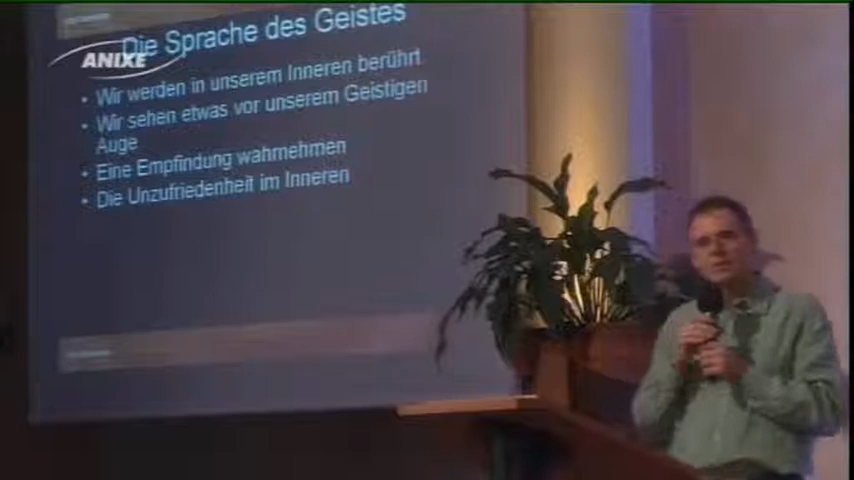 Die Sprache des Geistes
ANIXE
• Wir werden in unserem Inneren berührt
• Wir sehen etwas vor unserem Geistigen
Auge
• Eine Empfindung wahrmehmen
• Die Unzufriedenheit im Inneren